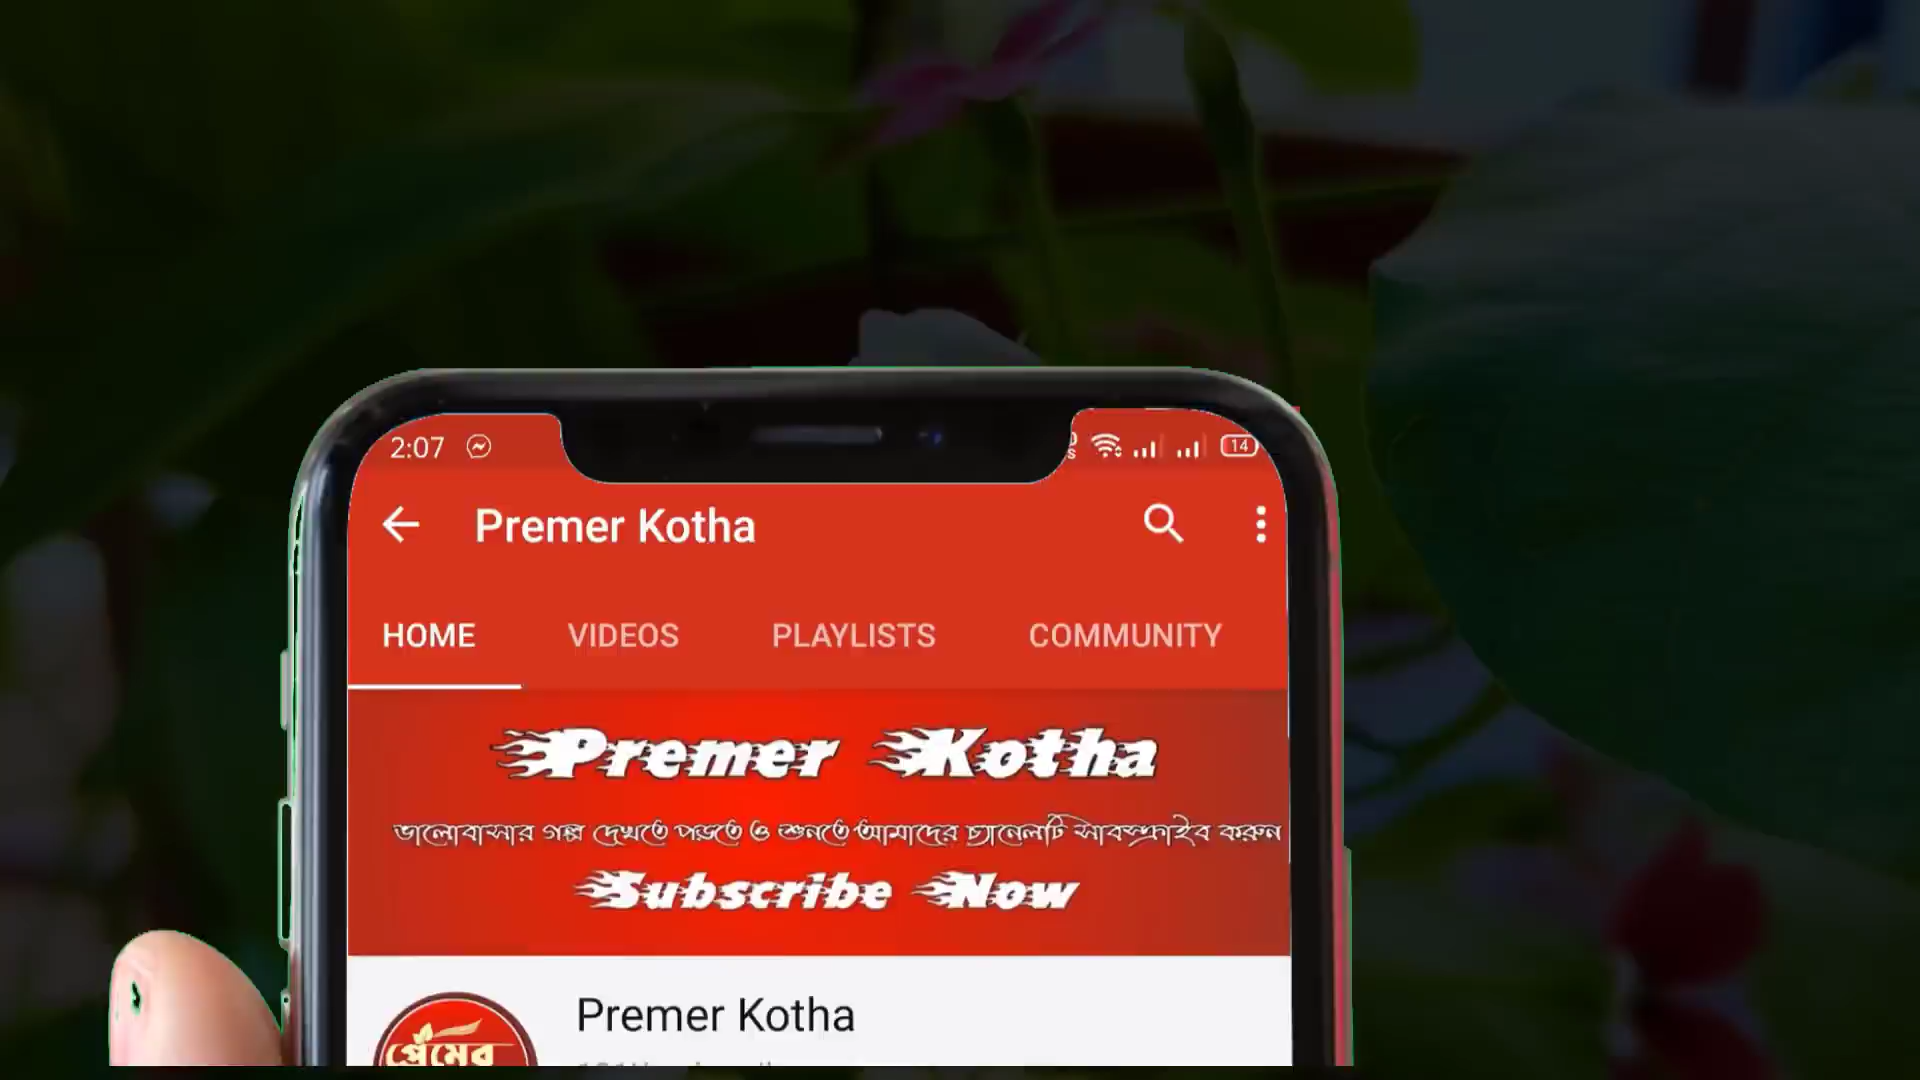 2:07
14
Premer Kotha
HOME VIDEOS PLAYLISTS COMMUNITY
Premer Kotha
ভালোবাসার গল্প দেখতে পড়তে ও শুনতে আমাদের চ্যানেলটি সাবস্ক্রাইব করুন
Subscribe Now
Premer Kotha
প্রেমের